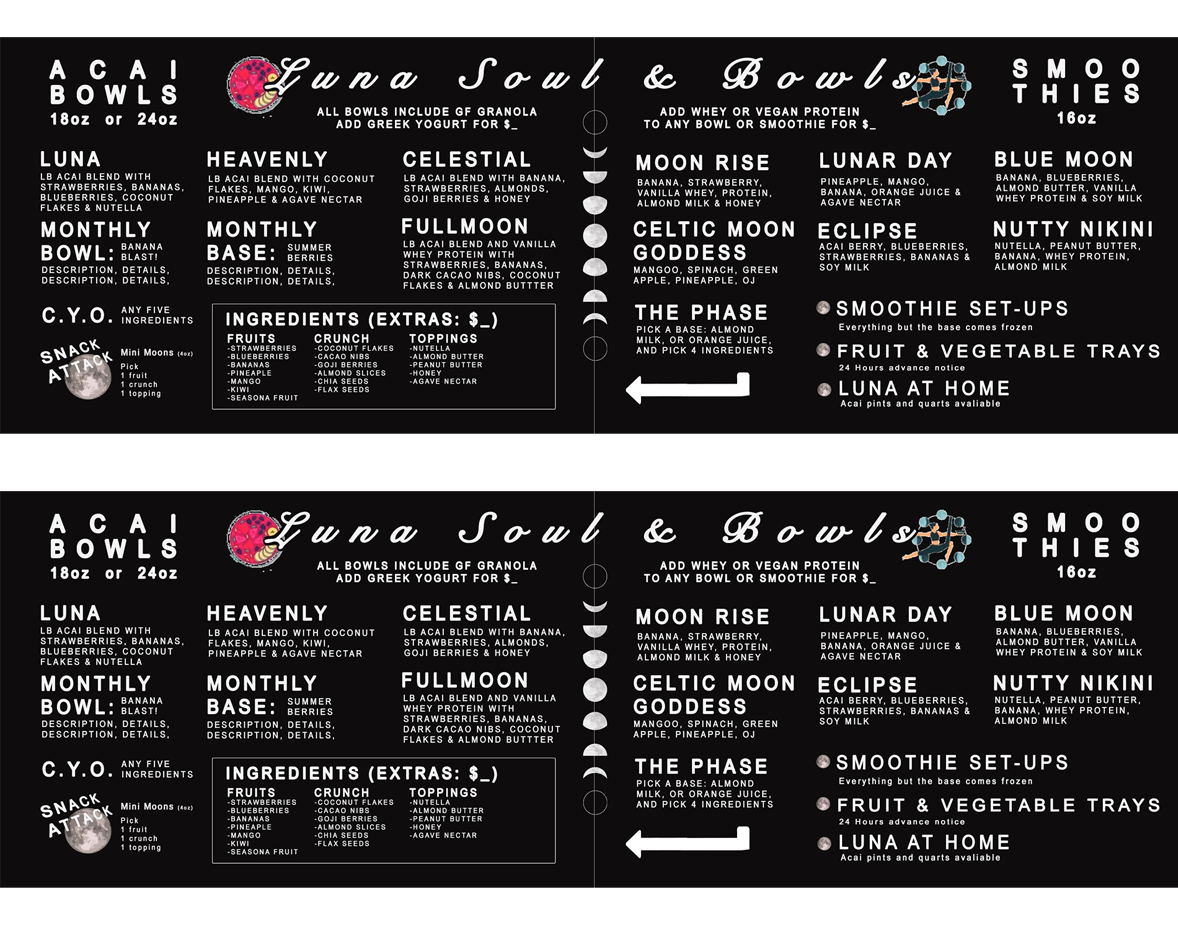 ACAI
BOWLS
18oz or 24oz
Luna Soul & Bowls
ALL BOWLS INCLUDE GF GRANOLA
ADD GREEK YOGURT FOR $_
ADD WHEY OR VEGAN PROTEIN
TO ANY BOWL OR SMOOTHIE FOR $_
SMOO
THIES
16oz
LUNA
LB ACAI BLEND WITH
STRAWBERRIES, BANANAS,
BLUEBERRIES, COCONUT
FLAKES & NUTELLA
HEAVENLY
LB ACAI BLEND WITH COCONUT
FLAKES, MANGO, KIWI,
PINEAPPLE & AGAVE NECTAR
CELESTIAL
LB ACAI BLEND WITH BANANA,
STRAWBERRIES, ALMONDS,
GOJI BERRIES & HONEY
MONTHLY
BOWL: BANANA
BLAST!
DESCRIPTION, DETAILS,
DESCRIPTION, DETAILS,
MONTHLY
BASE: SUMMER
BERRIES
DESCRIPTION, DETAILS,
DESCRIPTION, DETAILS,
FULLMOON
LB ACAI BLEND AND VANILLA
WHEY PROTEIN WITH
STRAWBERRIES, BANANAS,
DARK CACAO NIBS, COCONUT
FLAKES & ALMOND BUTTTER
C.Y.O. ANY FIVE
INGREDIENTS
SNACK
ATTACK
Mini Moons (4oz)
Pick
1 fruit
1 crunch
1 topping
INGREDIENTS (EXTRAS: $_)
FRUITS
-STRAWBERRIES
-BLUEBERRIES
-BANANAS
-PINEAPLE
-MANGO
-KIWI
-SEASONA FRUIT
CRUNCH
-COCONUT FLAKES
-CACAO NIBS
-GOJI BERRIES
-ALMOND SLICES
-CHIA SEEDS
-FLAX SEEDS
TOPPINGS
-NUTELLA
-ALMOND BUTTER
-PEANUT BUTTER
-HONEY
-AGAVE NECTAR
MOON RISE
BANANA, STRAWBERRY,
VANILLA WHEY, PROTEIN,
ALMOND MILK & HONEY
LUNAR DAY
PINEAPPLE, MANGO,
BANANA, ORANGE JUICE &
AGAVE NECTAR
BLUE MOON
BANANA, BLUEBERRIES,
ALMOND BUTTER, VANILLA
WHEY PROTEIN & SOY MILK
CELTIC MOON
GODDESS
MANGOO, SPINACH, GREEN
APPLE, PINEAPPLE, OJ
ECLIPSE
ACAI BERRY, BLUEBERRIES,
STRAWBERRIES, BANANAS &
SOY MILK
NUTTY NIKINI
NUTELLA, PEANUT BUTTER,
BANANA, WHEY PROTEIN,
ALMOND MILK
THE PHASE
PICK A BASE: ALMOND
MILK, OR ORANGE JUICE,
AND PICK 4 INGREDIENTS
SMOOTHIE SET-UPS
Everything but the base comes frozen
FRUIT & VEGETABLE TRAYS
24 Hours advance notice
LUNA AT HOME
Acai pints and quarts avaliable
ACAI
BOWLS
18oz or 24oz
Luna Soul & Bowls
ALL BOWLS INCLUDE GF GRANOLA
ADD GREEK YOGURT FOR $_
ADD WHEY OR VEGAN PROTEIN
TO ANY BOWL OR SMOOTHIE FOR $_
SMOO
THIES
16oz
LUNA
LB ACAI BLEND WITH
STRAWBERRIES, BANANAS,
BLUEBERRIES, COCONUT
FLAKES & NUTELLA
HEAVENLY
LB ACAI BLEND WITH COCONUT
FLAKES, MANGO, KIWI,
PINEAPPLE & AGAVE NECTAR
CELESTIAL
LB ACAI BLEND WITH BANANA,
STRAWBERRIES, ALMONDS,
GOJI BERRIES & HONEY
MONTHLY
BOWL: BANANA
BLAST!
DESCRIPTION, DETAILS,
DESCRIPTION, DETAILS,
MONTHLY
BASE: SUMMER
BERRIES
DESCRIPTION, DETAILS,
DESCRIPTION, DETAILS,
FULLMOON
LB ACAI BLEND AND VANILLA
WHEY PROTEIN WITH
STRAWBERRIES, BANANAS,
DARK CACAO NIBS, COCONUT
FLAKES & ALMOND BUTTTER
C.Y.O. ANY FIVE
INGREDIENTS
SNACK
ATTACK
Mini Moons (4oz)
Pick
1 fruit
1 crunch
1 topping
INGREDIENTS (EXTRAS: $_)
FRUITS
-STRAWBERRIES
-BLUEBERRIES
-BANANAS
-PINEAPLE
-MANGO
-KIWI
-SEASONA FRUIT
CRUNCH
-COCONUT FLAKES
-CACAO NIBS
-GOJI BERRIES
-ALMOND SLICES
-CHIA SEEDS
-FLAX SEEDS
TOPPINGS
-NUTELLA
-ALMOND BUTTER
-PEANUT BUTTER
-HONEY
-AGAVE NECTAR
MOON RISE
BANANA, STRAWBERRY,
VANILLA WHEY, PROTEIN,
ALMOND MILK & HONEY
LUNAR DAY
PINEAPPLE, MANGO,
BANANA, ORANGE JUICE &
AGAVE NECTAR
BLUE MOON
BANANA, BLUEBERRIES,
ALMOND BUTTER, VANILLA
WHEY PROTEIN & SOY MILK
CELTIC MOON
GODDESS
MANGOO, SPINACH, GREEN
APPLE, PINEAPPLE, OJ
ECLIPSE
ACAI BERRY, BLUEBERRIES,
STRAWBERRIES, BANANAS &
SOY MILK
NUTTY NIKINI
NUTELLA, PEANUT BUTTER,
BANANA, WHEY PROTEIN,
ALMOND MILK
THE PHASE
PICK A BASE: ALMOND
MILK, OR ORANGE JUICE,
AND PICK 4 INGREDIENTS
SMOOTHIE SET-UPS
Everything but the base comes frozen
FRUIT & VEGETABLE TRAYS
24 Hours advance notice
LUNA AT HOME
Acai pints and quarts avaliable